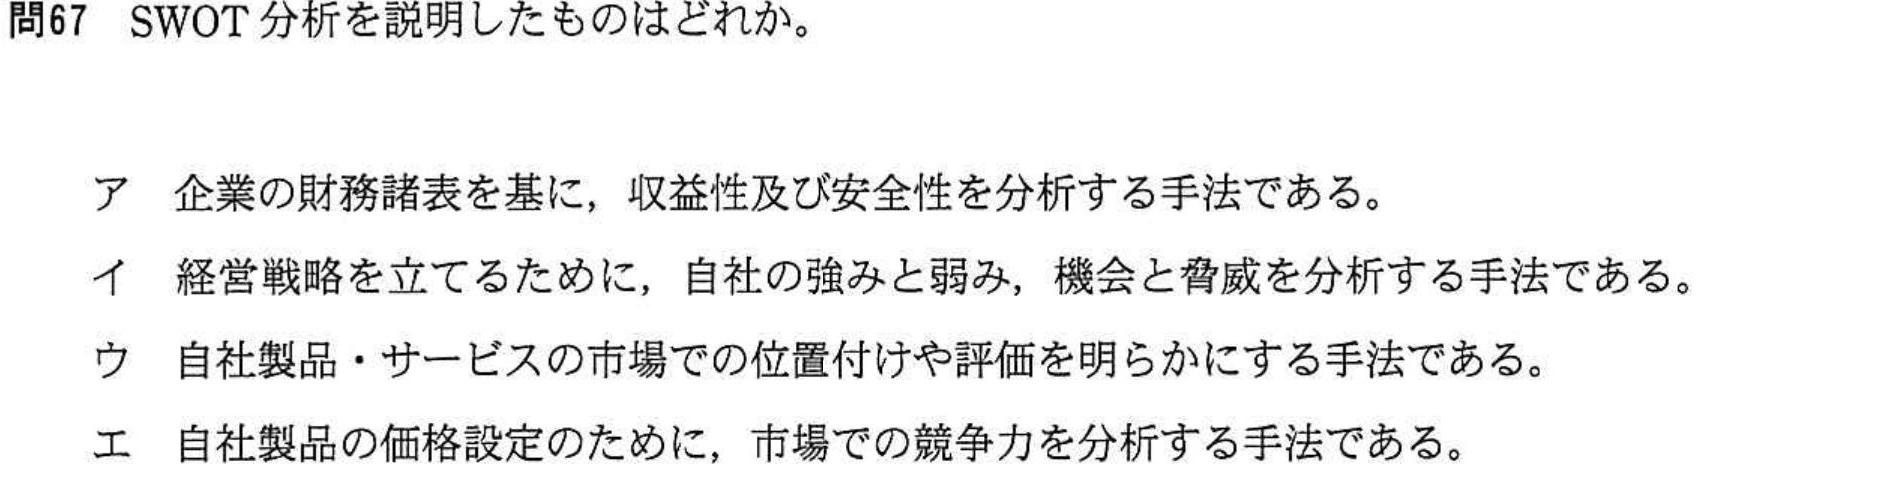 問67 SWOT分析を説明したものはどれか。
ア 企業の財務諸表を基に，収益性及び安全性を分析する手法である。
イ 経営戦略を立てるために，自社の強みと弱み，機会と脅威を分析する手法である。
ウ 自社製品・サービスの市場での位置付けや評価を明らかにする手法である。
エ 自社製品の価格設定のために，市場での競争力を分析する手法である。